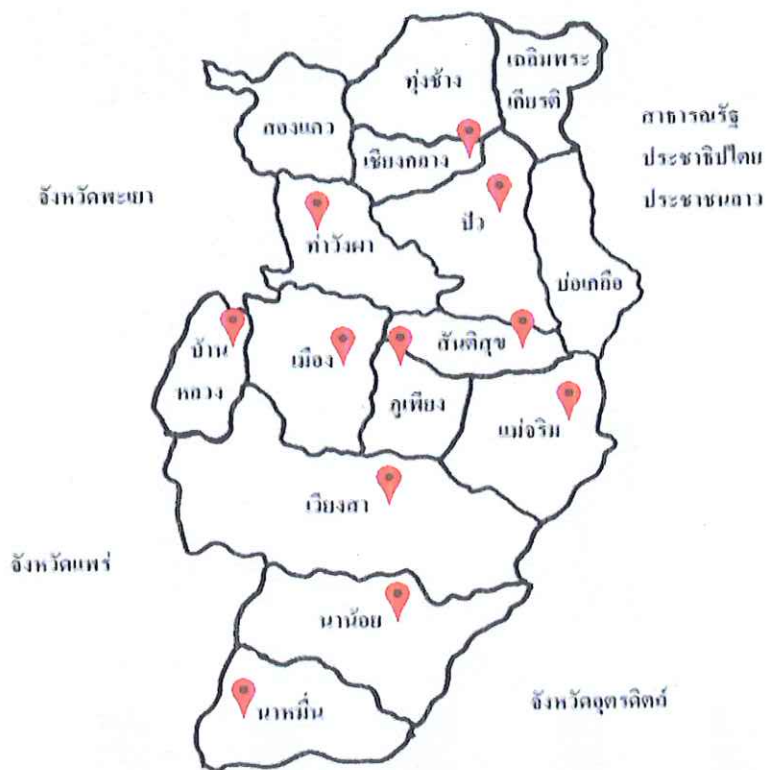 ทุ่งช้าง
เฉลิมพระ
เกียรติ
สองแคว
เชียงกลาง
สาธารณรัฐ
ประชาธิปไตย
ประชาชนลาว
จังหวัดพะเยา
ท่าวังผา
ปัว
บ่อเกลือ
บ้าน
หลวง
เมือง
สันติสุข
ภูเพียง
แม่จริม
เวียงสา
จังหวัดแพร่
นาน้อย
นาหมื่น
จังหวัดอุตรดิตถ์